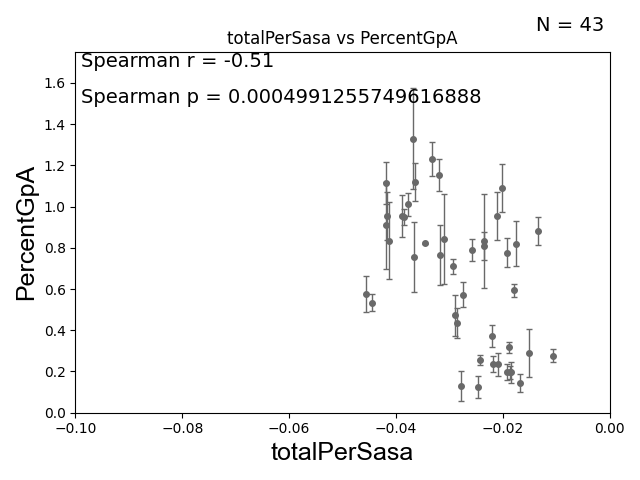 N = 43
totalPerSasa vs PercentGpA
Spearman r = -0.51
Spearman p = 0.0004991255749616888
PercentGpA
1.6
1.4
1.2
1.0
0.8
0.6
0.4
0.2
0.0
−0.10
−0.08
−0.06
−0.04
−0.02
0.00
totalPerSasa